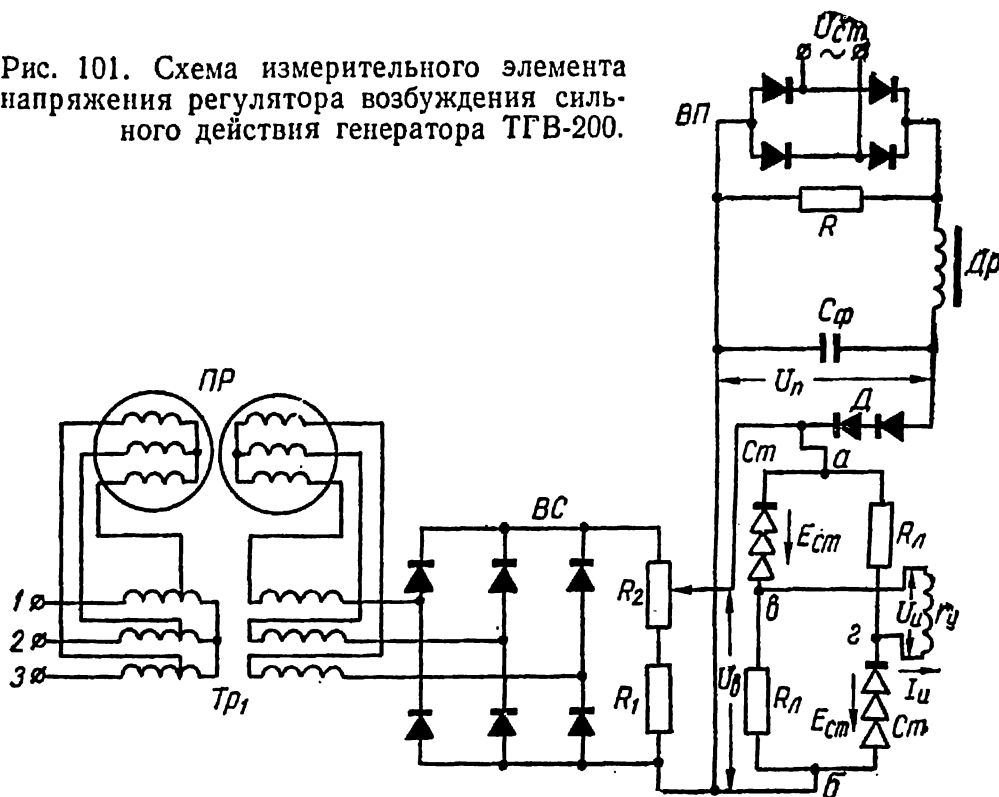 Рис. 101. Схема измерительного элемента
напряжения регулятора возбуждения силь-
ного действия генератора ТГВ-200.
Uст
~
ВП
R
Др
Cф
Uп
Д
Ст
а
ПР
ВС
Eст
Rл
R2
в
Uи
rу
г
1
2
3
Тр1
R1
Uв
Rл
Eст
Ст
Iи
б